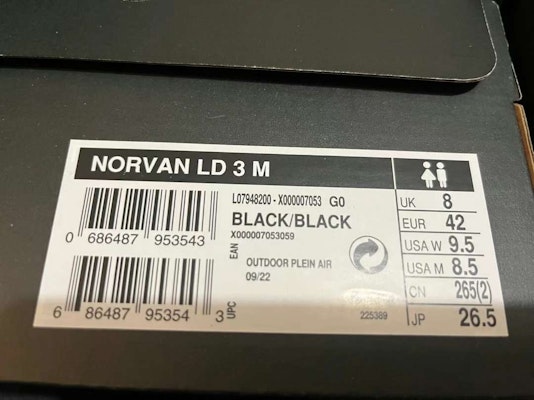 NORVAN LD 3 M
L07948200 - X000007053 G0
BLACK/BLACK
X000007053059
0 686487 953543
EAN
OUTDOOR PLEIN AIR
09/22
6 86487 95354 3
UPC
225389
UK 8
EUR 42
USA W 9.5
USA M 8.5
CN 265(2)
JP 26.5